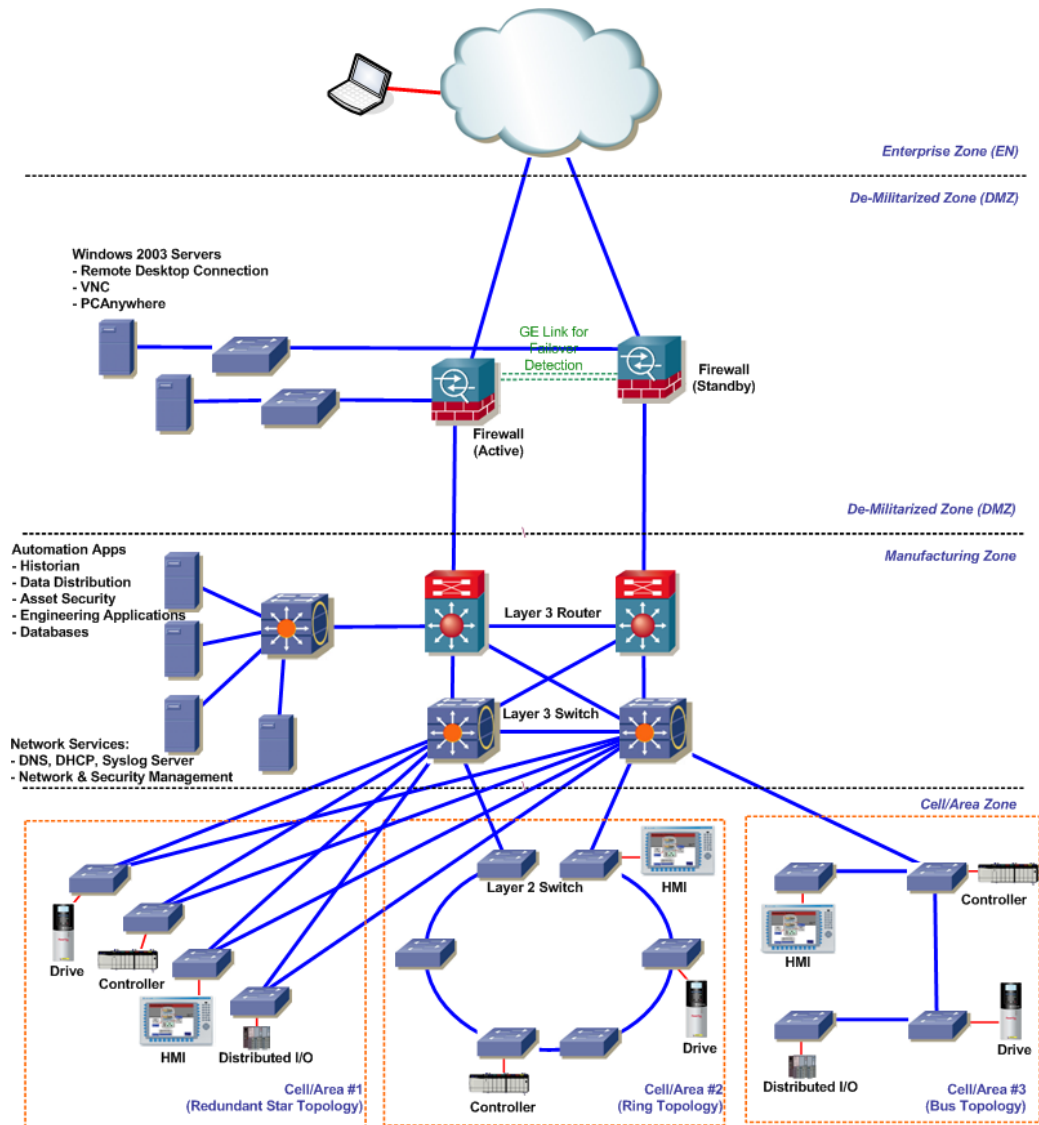 Enterprise Zone (EN)
De-Militarized Zone (DMZ)
Windows 2003 Servers
- Remote Desktop Connection
- VNC
- PCAnywhere
GE Link for
Failover
Detection
Firewall
(Standby)
Firewall
(Active)
De-Militarized Zone (DMZ)
Manufacturing Zone
Automation Apps
- Historian
- Data Distribution
- Asset Security
- Engineering Applications
- Databases
Layer 3 Router
Layer 3 Switch
Network Services:
- DNS, DHCP, Syslog Server
- Network & Security Management
Cell/Area Zone
Layer 2 Switch
HMI
Controller
Drive
Controller
HMI
HMI
Distributed I/O
Drive
Controller
Drive
Distributed I/O
Cell/Area #1
(Redundant Star Topology)
Cell/Area #2
(Ring Topology)
Cell/Area #3
(Bus Topology)